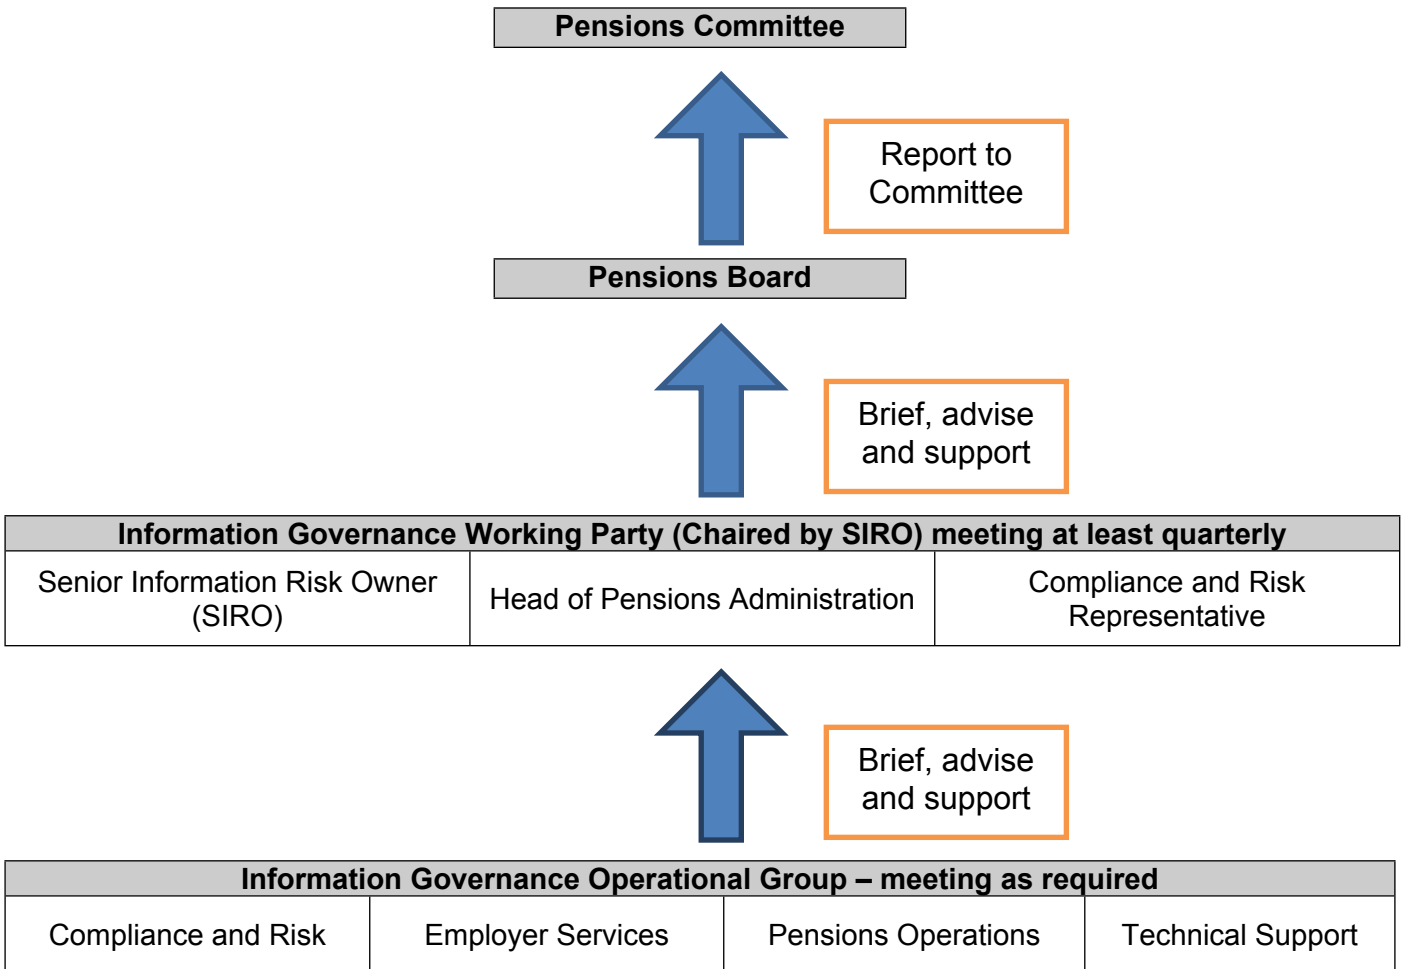 Pensions Committee
Report to
Committee
Pensions Board
Brief, advise
and support
Information Governance Working Party (Chaired by SIRO) meeting at least quarterly
Senior Information Risk Owner
(SIRO)
Head of Pensions Administration
Compliance and Risk
Representative
Brief, advise
and support
Information Governance Operational Group – meeting as required
Compliance and Risk
Employer Services
Pensions Operations
Technical Support